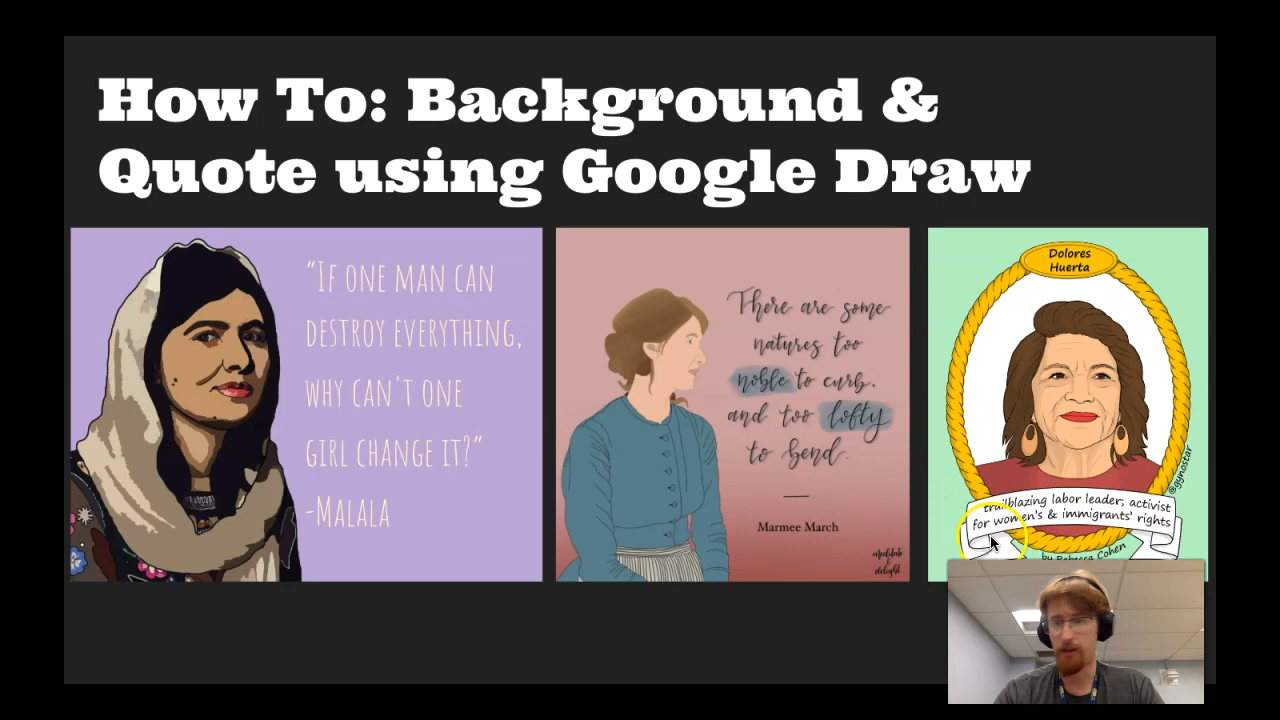 How To: Background &
Quote using Google Draw
“If one man can
destroy everything,
why can't one
girl change it?”
-Malala
There are some
natures too
noble to curb,
and too lofty
to bend.
Marmee March
delight
Dolores
Huerta
trailblazing labor leader; activist
for women's & immigrants' rights
by Rebecca Cohen
@gynostar